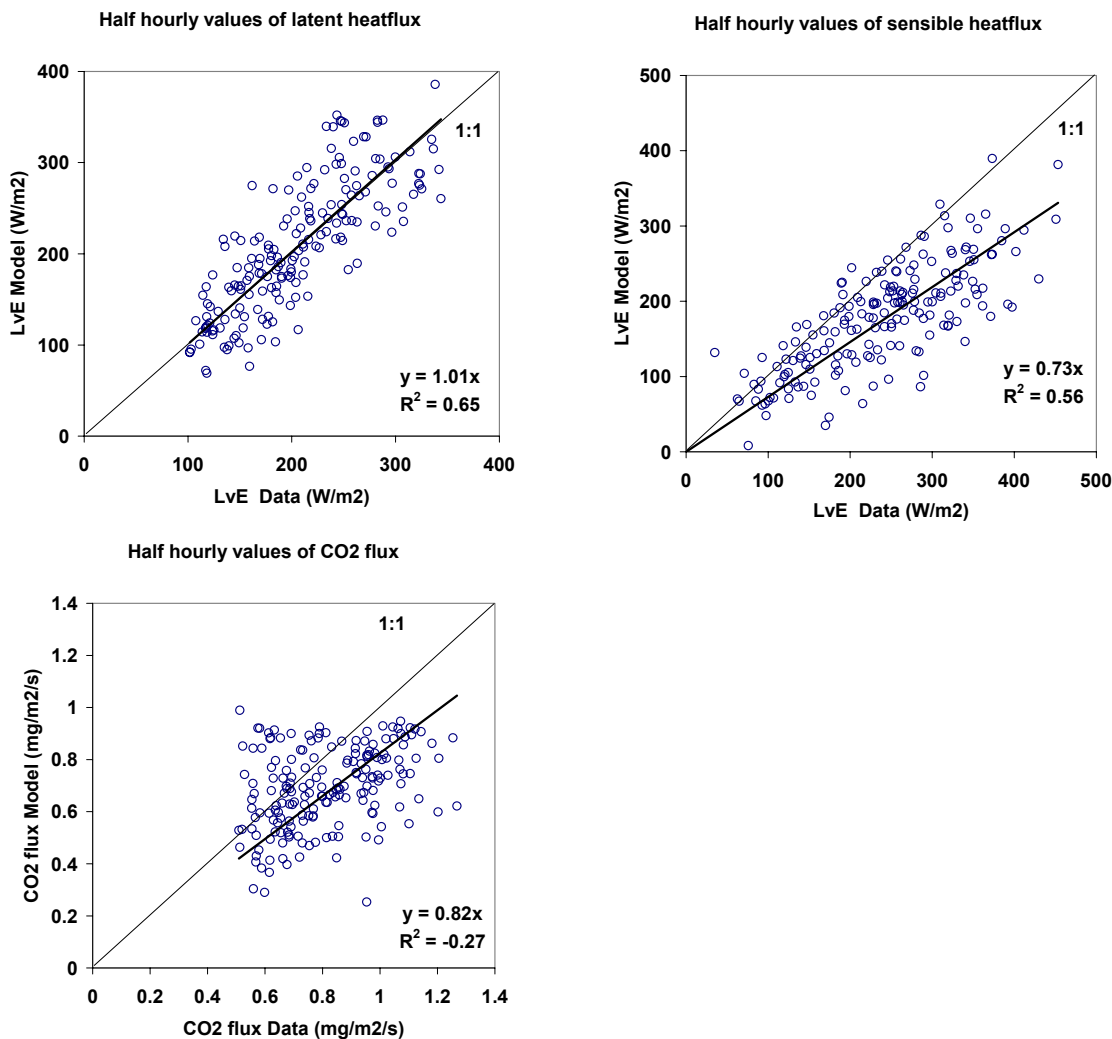 Half hourly values of latent heatflux
400
300
200
100
0
0 100 200 300 400
LvE Model (W/m2)
LvE Data (W/m2)
1:1
y = 1.01x
R² = 0.65
Half hourly values of sensible heatflux
500
400
300
200
100
0
0 100 200 300 400 500
LvE Model (W/m2)
LvE Data (W/m2)
1:1
y = 0.73x
R² = 0.56
Half hourly values of CO2 flux
1.4
1.2
1
0.8
0.6
0.4
0.2
0
0 0.2 0.4 0.6 0.8 1 1.2 1.4
CO2 flux Model (mg/m2/s)
CO2 flux Data (mg/m2/s)
1:1
y = 0.82x
R² = -0.27